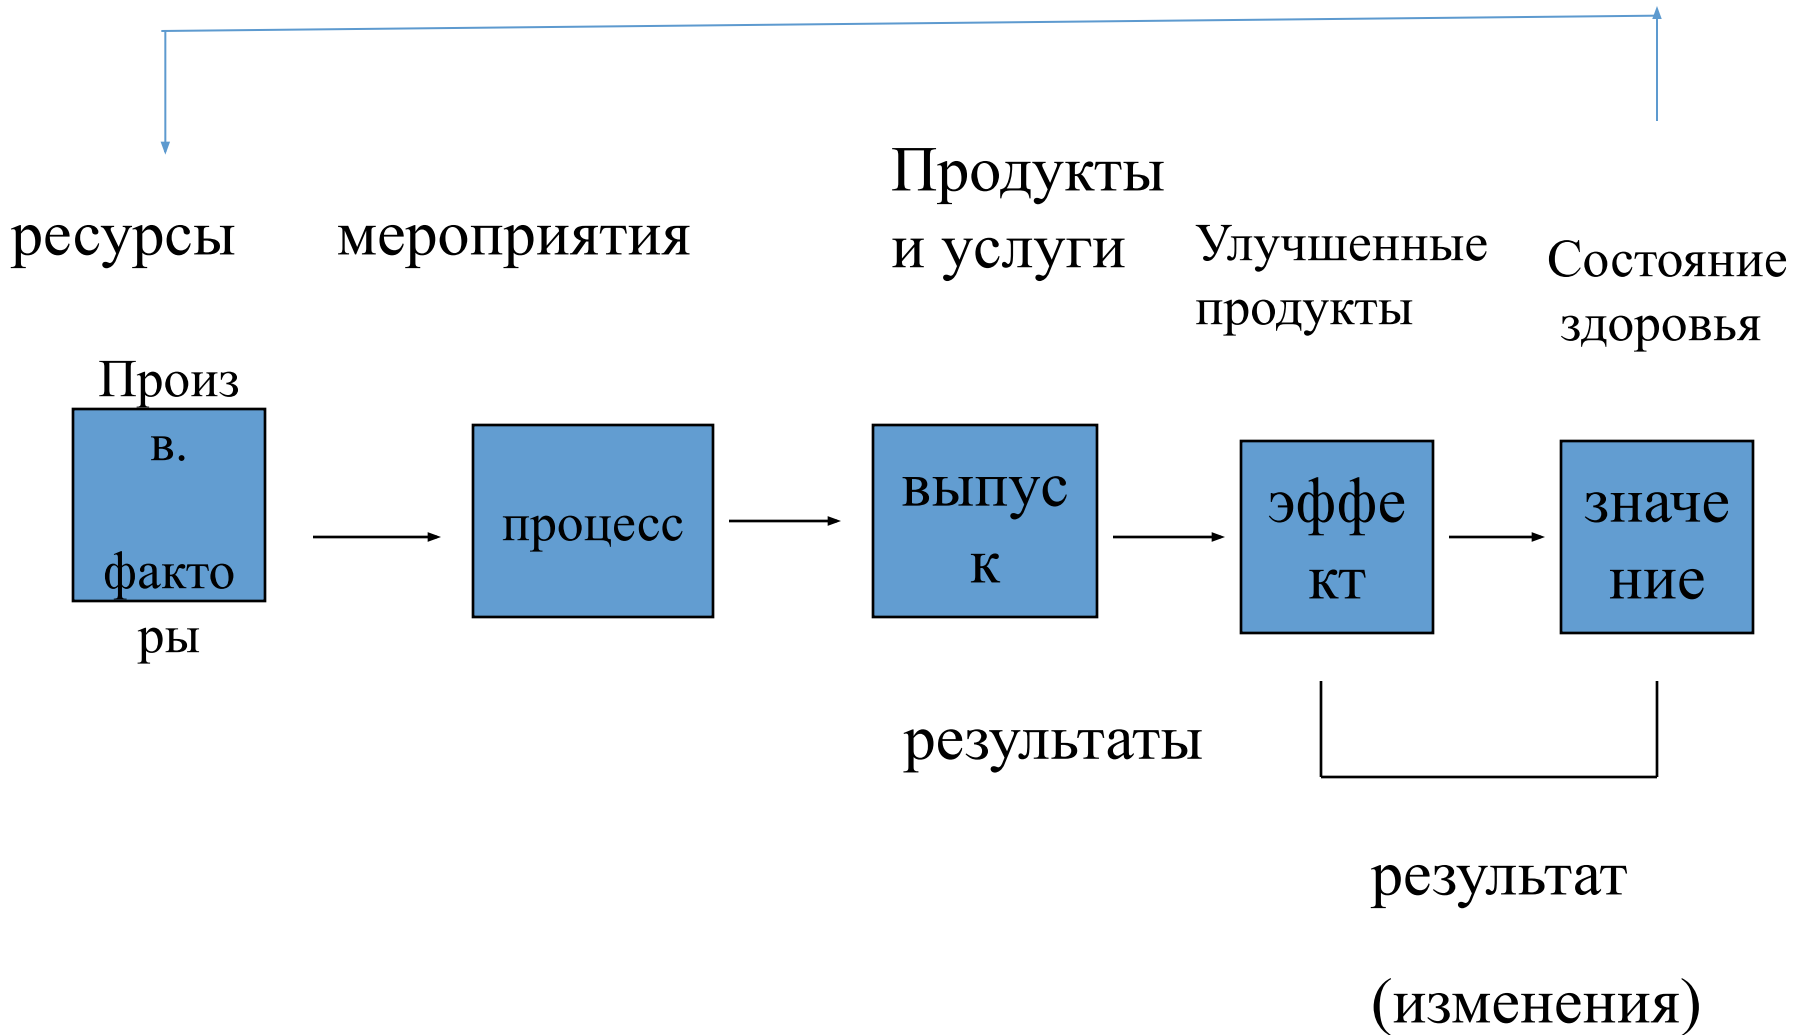 ресурсы
мероприятия
Продукты
и услуги
Улучшенные
продукты
Состояние
здоровья
Произ
в.
факто
ры
процесс
выпус
к
эффе
кт
значе
ние
результаты
результат
(изменения)